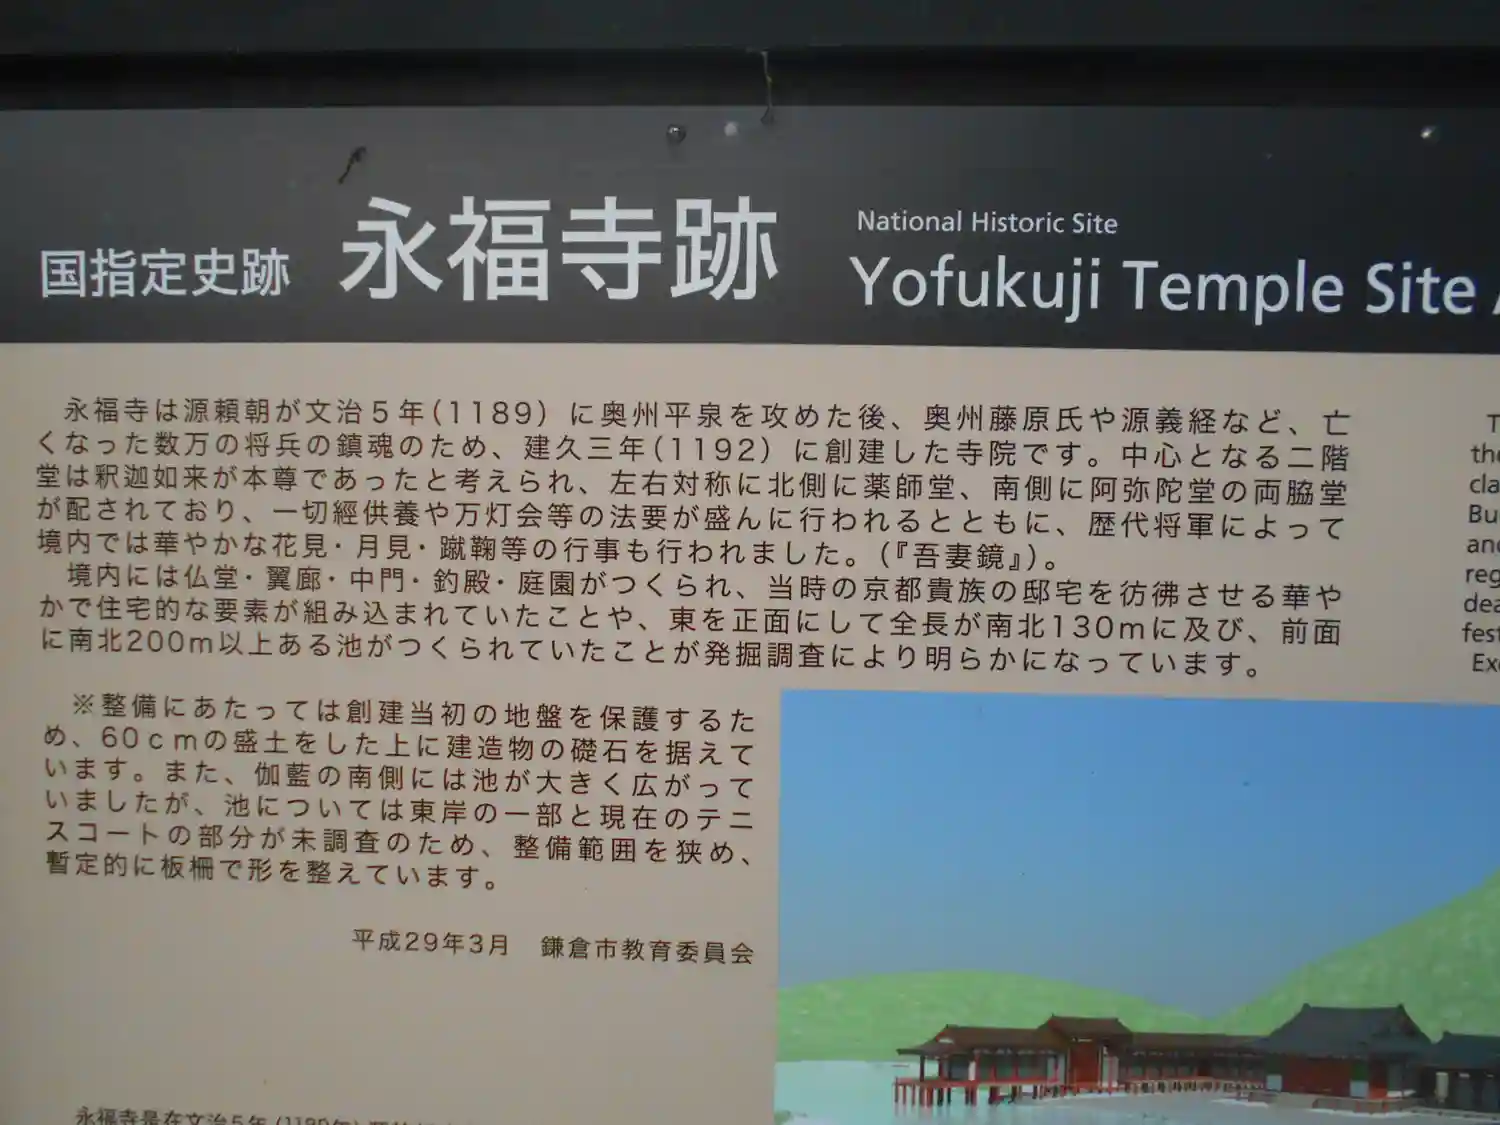 国指定史跡 永福寺跡
National Historic Site
Yofukuji Temple Site
永福寺は源頼朝が文治5年(1189)に奥州平泉を攻めた後、奥州藤原氏や源義経など、亡
くなった数万の将兵の鎮魂のため、建久三年(1192)に創建した寺院です。中心となる二階
堂は釈迦如来が本尊であったと考えられ、左右対称に北側に薬師堂、南側に阿弥陀堂の両脇堂
が配されており、一切經供養や万灯会等の法要が盛んに行われるとともに、歴代将軍によって
境内では華やかな花見・月見・蹴鞠等の行事も行われました。(『吾妻鏡』)。
境内には仏堂・翼廊・中門・釣殿・庭園がつくられ、当時の京都貴族の邸宅を彷彿させる華や
かで住宅的な要素が組み込まれていたことや、東を正面にして全長が南北130mに及び、前面
に南北200m以上ある池がつくられていたことが発掘調査により明らかになっています。
※整備にあたっては創建当初の地盤を保護するた
め、60cmの盛土をした上に建造物の礎石を据えて
います。また、伽藍の南側には池が大きく広がって
いましたが、池については東岸の一部と現在のテニ
スコートの部分が未調査のため、整備範囲を狭め、
暫定的に板柵で形を整えています。
平成29年3月 鎌倉市教育委員会
永福寺是在文治5年(1189年)